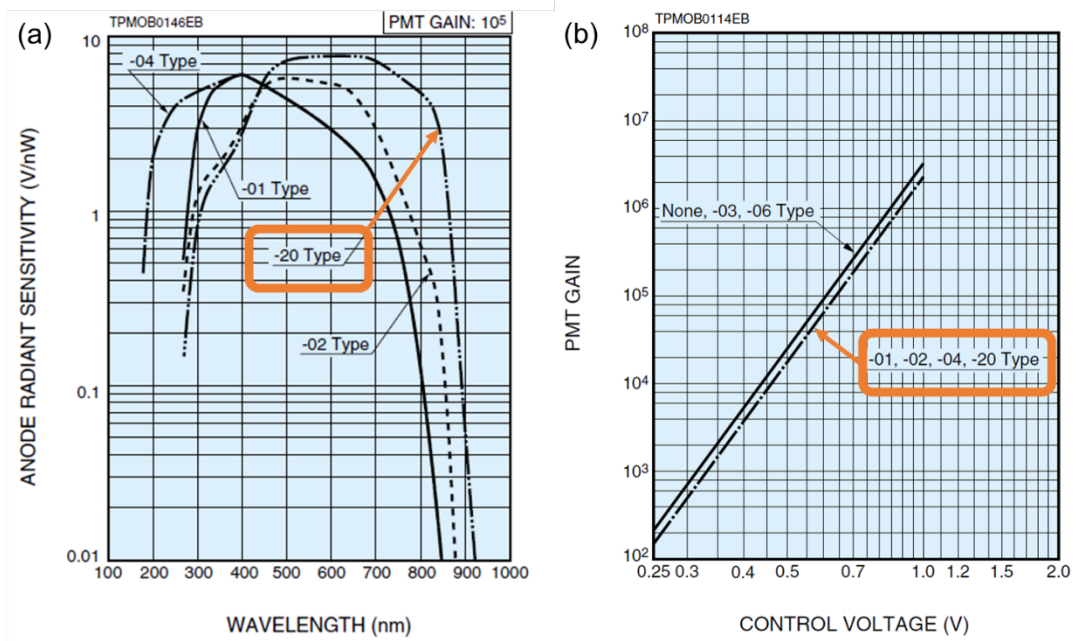 (a)
TPMOB0146EB
PMT GAIN: 10⁵
ANODE RADIANT SENSITIVITY (V/nW)
10
1
0.1
0.01
-04 Type
-01 Type
-20 Type
-02 Type
100 200 300 400 500 600 700 800 900 1000
WAVELENGTH (nm)
(b)
TPMOB0114EB
PMT GAIN
10⁸
10⁷
10⁶
10⁵
10⁴
10³
10²
None, -03, -06 Type
-01, -02, -04, -20 Type
0.25 0.3 0.4 0.5 0.7 1.0 1.2 1.5 2.0
CONTROL VOLTAGE (V)